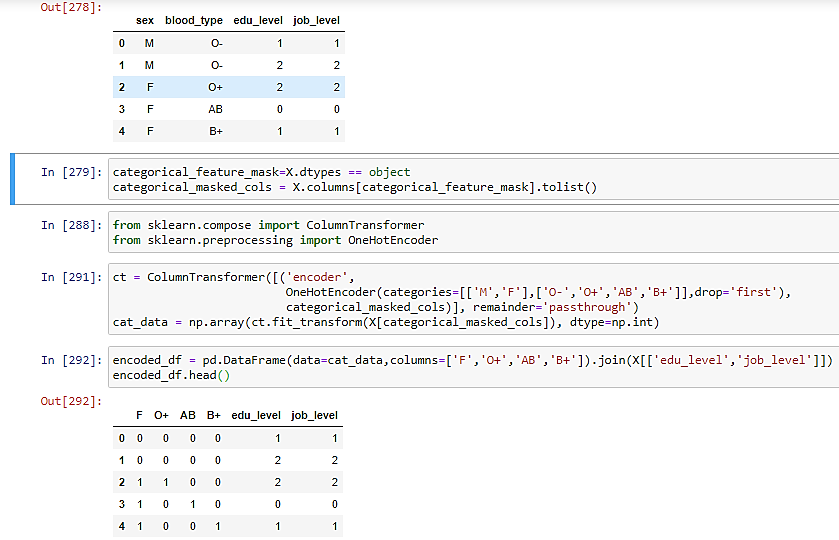 Out[278]:
sex blood_type edu_level job_level
0 M O- 1 1
1 M O- 2 2
2 F O+ 2 2
3 F AB 0 0
4 F B+ 1 1
In [279]: categorical_feature_mask=X.dtypes == object
categorical_masked_cols = X.columns[categorical_feature_mask].tolist()
In [288]: from sklearn.compose import ColumnTransformer
from sklearn.preprocessing import OneHotEncoder
In [291]: ct = ColumnTransformer([('encoder',
OneHotEncoder(categories=[['M','F'],['O-','O+','AB','B+']],drop='first'),
categorical_masked_cols)], remainder='passthrough')
cat_data = np.array(ct.fit_transform(X[categorical_masked_cols]), dtype=np.int)
In [292]: encoded_df = pd.DataFrame(data=cat_data,columns=['F','O+','AB','B+']).join(X[['edu_level','job_level']])
encoded_df.head()
Out[292]:
F O+ AB B+ edu_level job_level
0 0 0 0 0 1 1
1 0 0 0 0 2 2
2 1 1 0 0 2 2
3 1 0 1 0 0 0
4 1 0 0 1 1 1